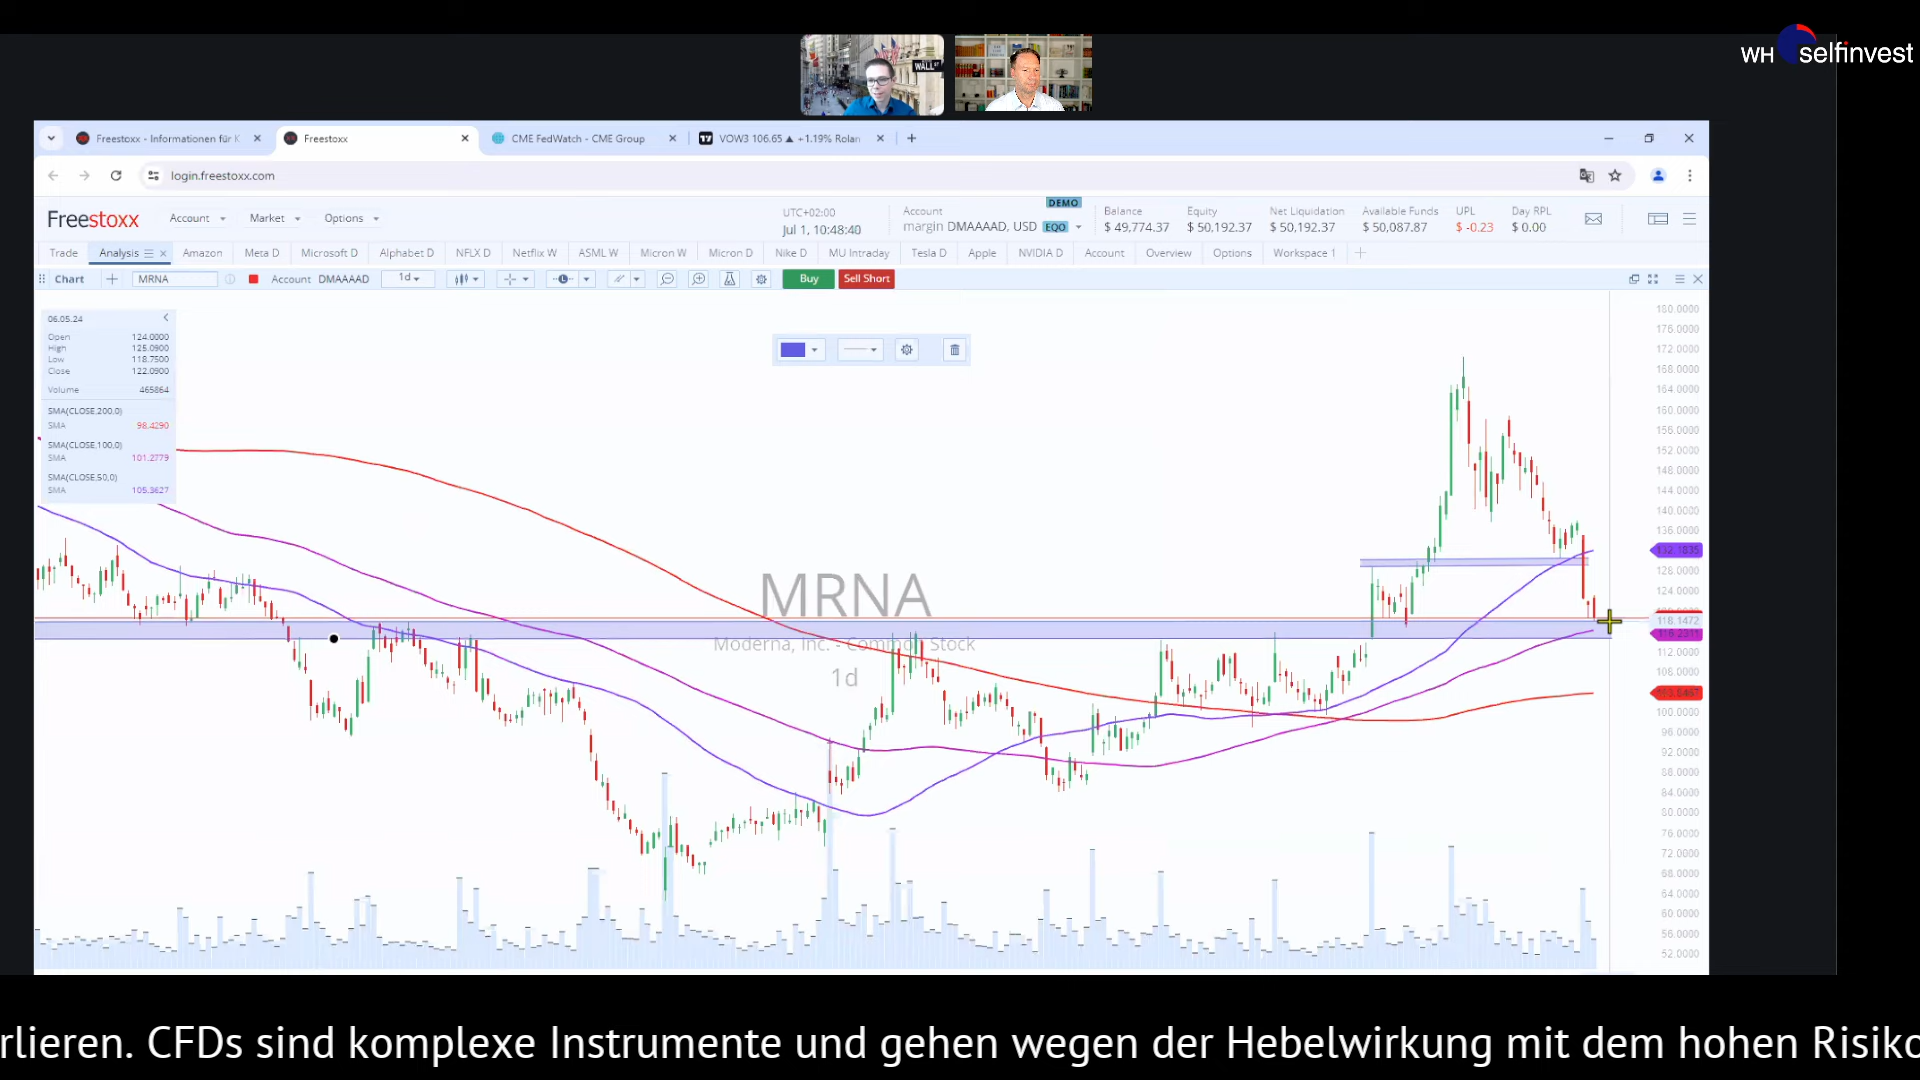 WALL
WH selfinvest
Freestoxx - Informationen für K
Freestoxx
CME FedWatch - CME Group
VOW3 106.65 ▲ +1.19% Rolan
login.freestoxx.com
Freestoxx
Account
Market
Options
UTC+02:00
Jul 1, 10:48:40
Account
DEMO
margin DMAAAAD, USD EQO
Balance
$ 49,774.37
Equity
$ 50,192.37
Net Liquidation
$ 50,192.37
Available Funds
$ 50,087.87
UPL
$ -0.23
Day RPL
$ 0.00
Trade
Analysis
Amazon
Meta D
Microsoft D
Alphabet D
NFLX D
Netflix W
ASML W
Micron W
Micron D
Nike D
MU Intraday
Tesla D
Apple
NVIDIA D
Account
Overview
Options
Workspace 1
Chart
MRNA
Account DMAAAAD
1d
Buy
Sell Short
06.05.24
Open 124.0000
High 125.0900
Low 118.7500
Close 122.0900
Volume 465864
SMA(CLOSE,200,0)
SMA 98.4290
SMA(CLOSE,100,0)
SMA 101.2779
SMA(CLOSE,50,0)
SMA 105.3627
MRNA
Moderna, Inc. - Common Stock
1d
180.0000
176.0000
172.0000
168.0000
164.0000
160.0000
156.0000
152.0000
148.0000
144.0000
140.0000
136.0000
132.1835
128.0000
124.0000
118.1472
112.0000
108.0000
100.0000
96.0000
92.0000
88.0000
84.0000
80.0000
76.0000
72.0000
68.0000
64.0000
60.0000
56.0000
52.0000
rlieren. CFDs sind komplexe Instrumente und gehen wegen der Hebelwirkung mit dem hohen Risiko